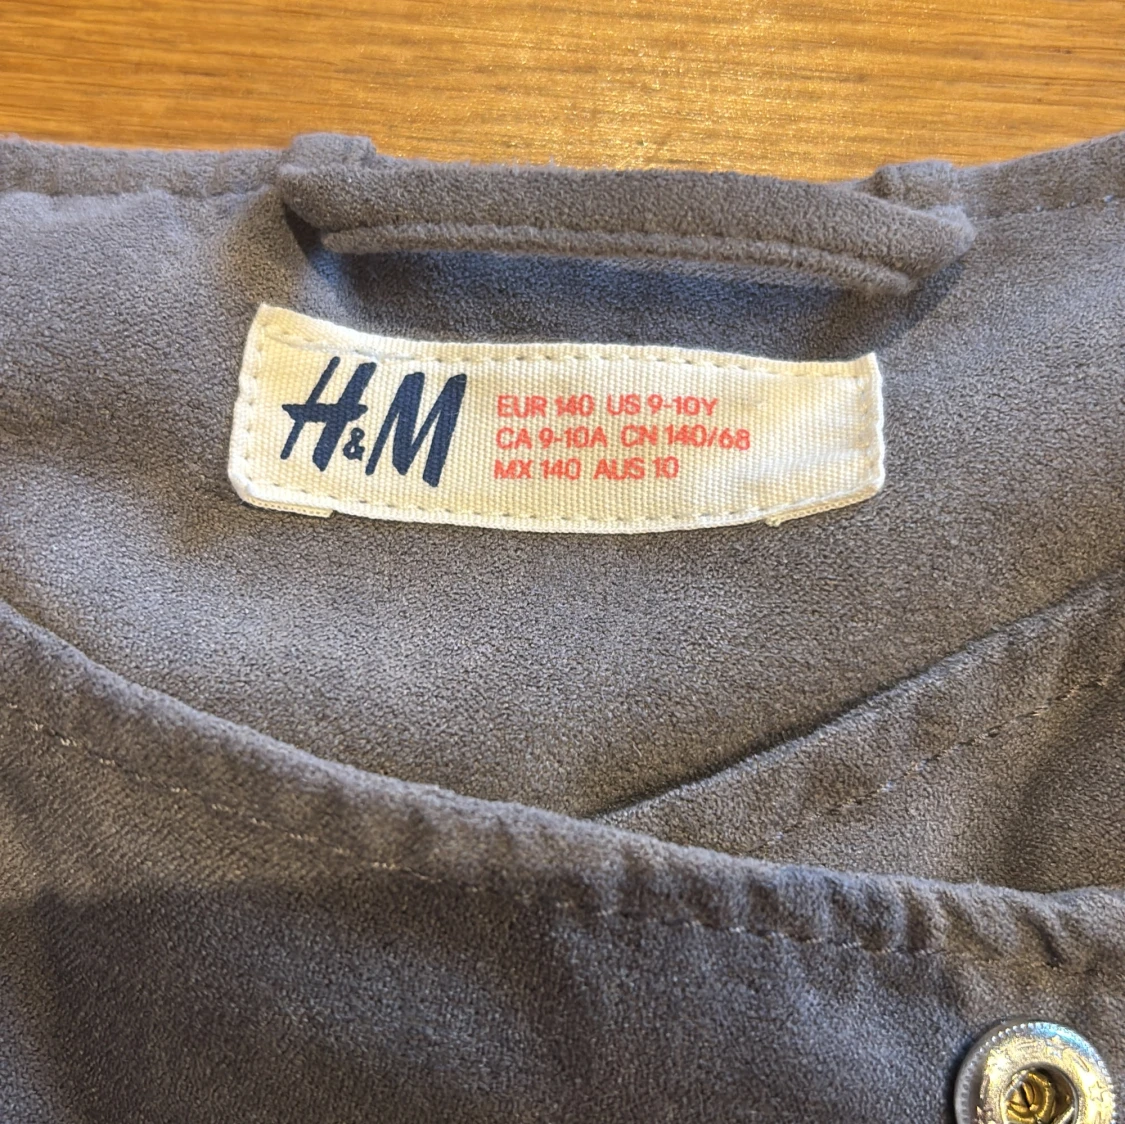 H&M
EUR 140 US 9-10Y
CA 9-10A CN 140/68
MX 140 AUS 10